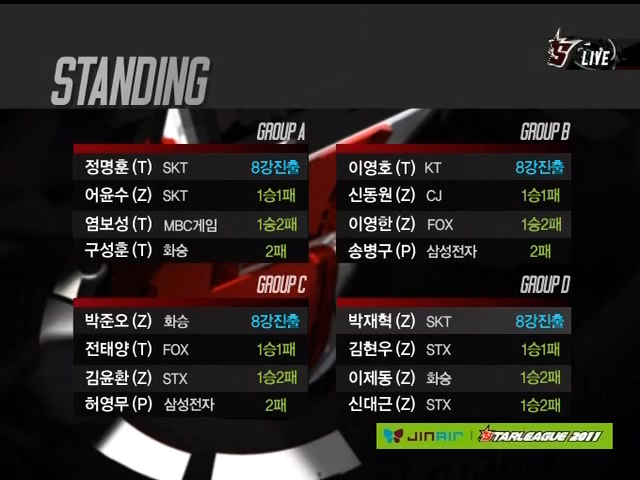 STANDING
S LIVE
GROUP A
정명훈 (T) SKT 8강진출
어윤수 (Z) SKT 1승1패
염보성 (T) MBC게임 1승2패
구성훈 (T) 화승 2패
GROUP B
이영호 (T) KT 8강진출
신동원 (Z) CJ 1승1패
이영한 (Z) FOX 1승2패
송병구 (P) 삼성전자 2패
GROUP C
박준오 (Z) 화승 8강진출
전태양 (T) FOX 1승1패
김윤환 (Z) STX 1승2패
허영무 (P) 삼성전자 2패
GROUP D
박재혁 (Z) SKT 8강진출
김현우 (Z) STX 1승1패
이제동 (Z) 화승 1승2패
신대근 (Z) STX 1승2패
JINAIR STARLEAGUE 2011